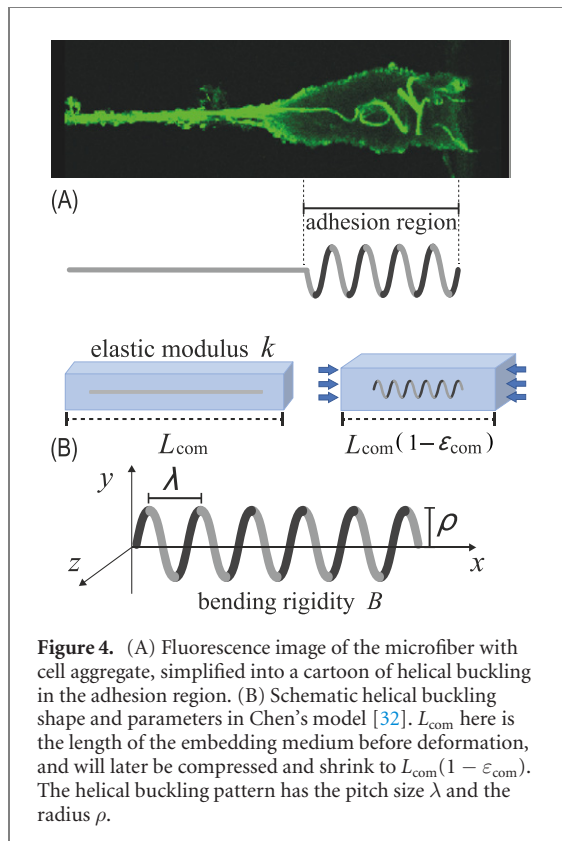 (A)
adhesion region
elastic modulus k
L_com
L_com(1−ε_com)
(B)
y
λ
ρ
z
x
bending rigidity B
Figure 4. (A) Fluorescence image of the microfiber with
cell aggregate, simplified into a cartoon of helical buckling
in the adhesion region. (B) Schematic helical buckling
shape and parameters in Chen's model [32]. L_com here is
the length of the embedding medium before deformation,
and will later be compressed and shrink to L_com(1 − ε_com).
The helical buckling pattern has the pitch size λ and the
radius ρ.